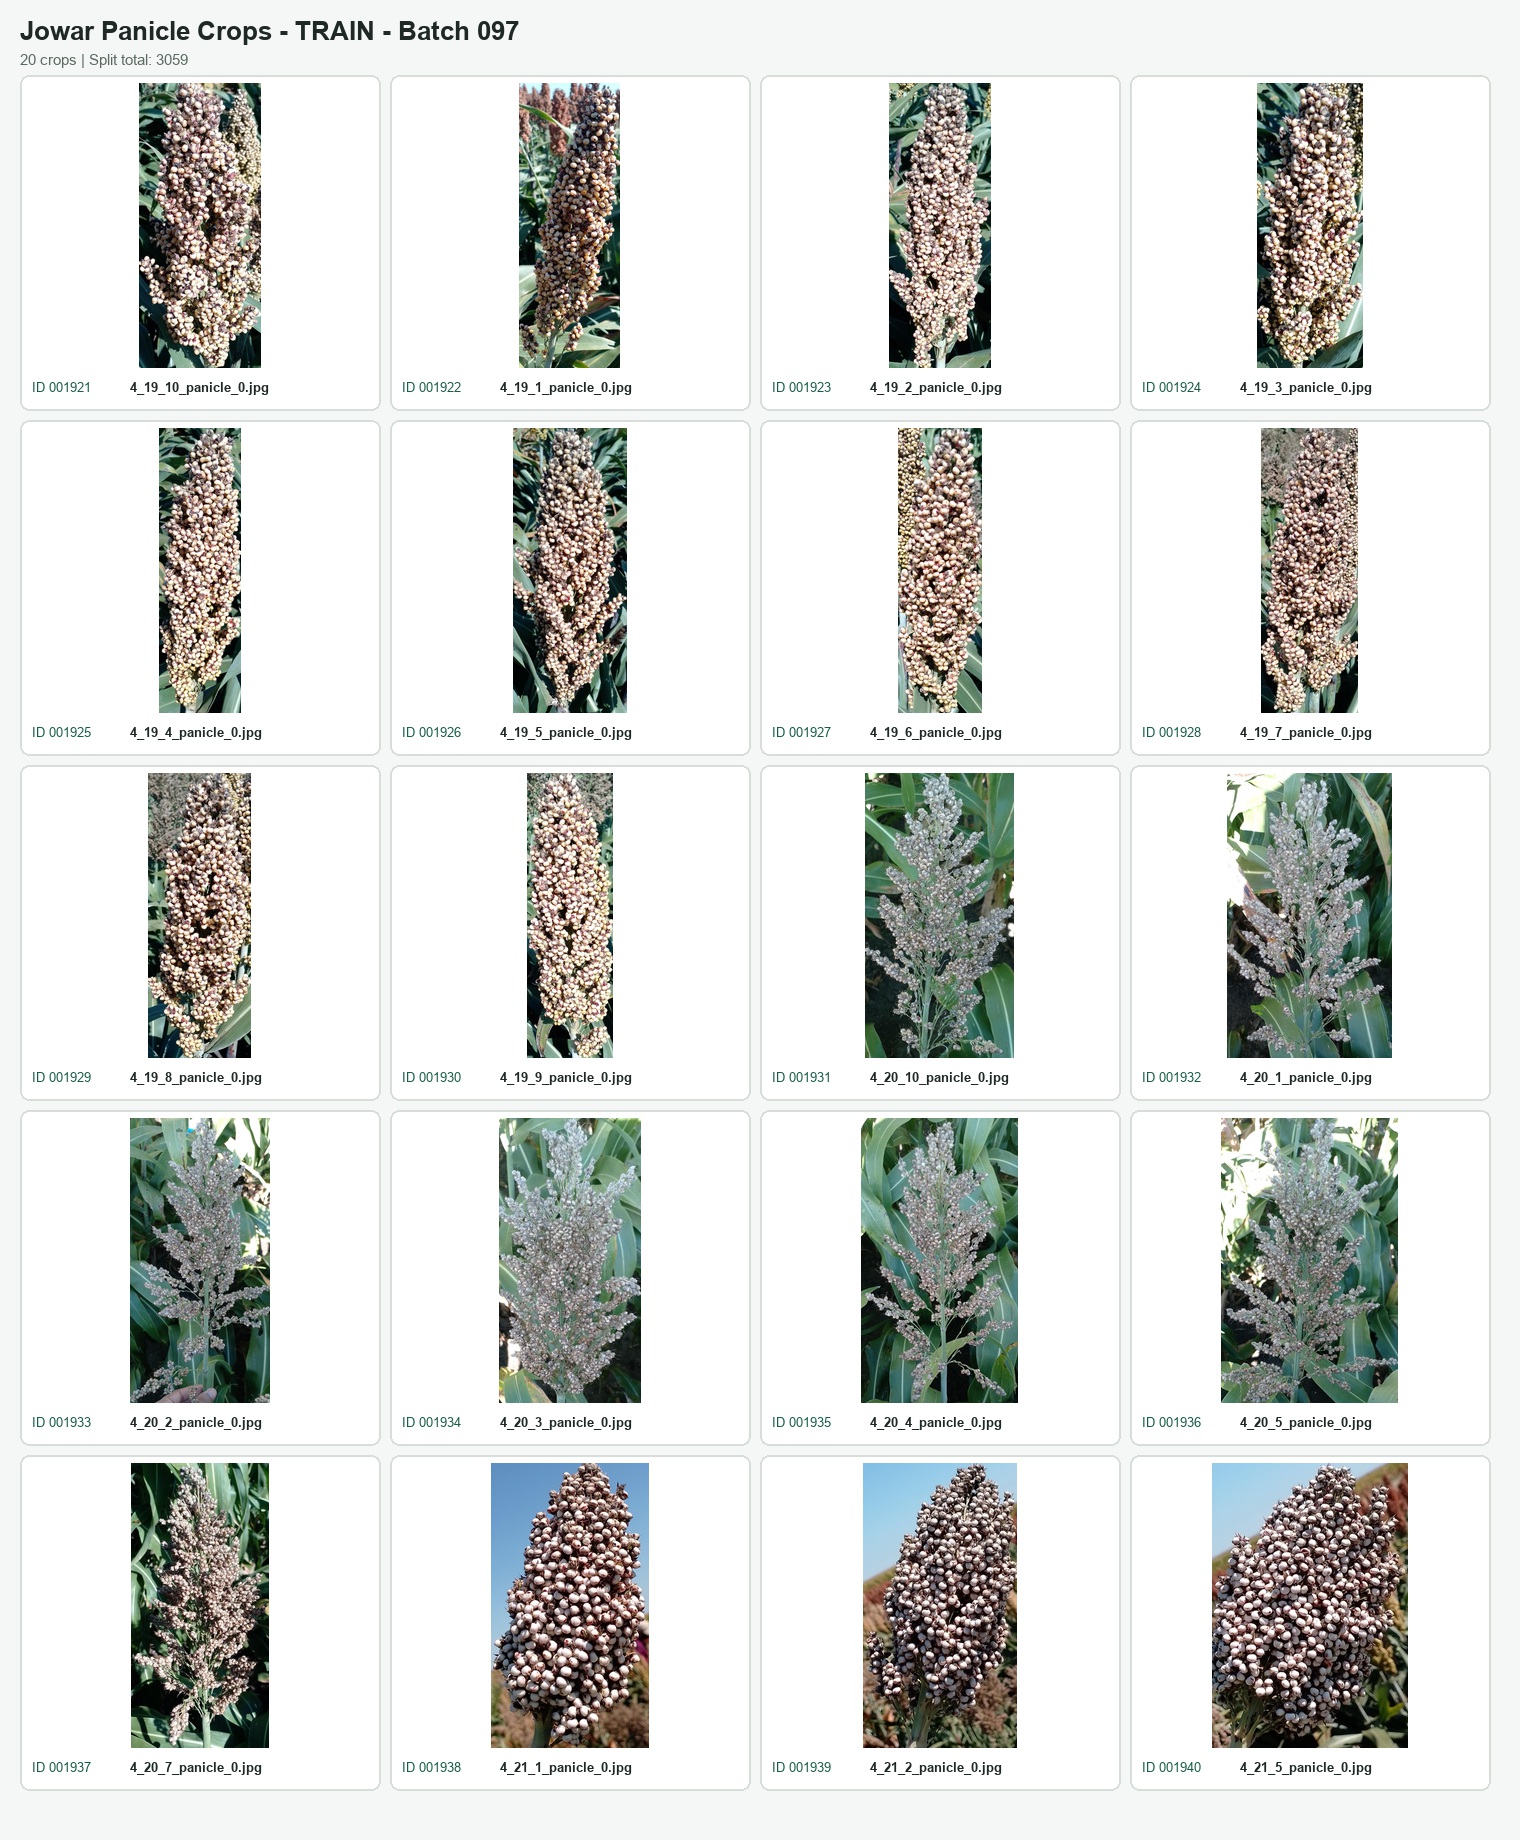 Jowar Panicle Crops - TRAIN - Batch 097
20 crops | Split total: 3059
ID 001921 4_19_10_panicle_0.jpg
ID 001922 4_19_1_panicle_0.jpg
ID 001923 4_19_2_panicle_0.jpg
ID 001924 4_19_3_panicle_0.jpg
ID 001925 4_19_4_panicle_0.jpg
ID 001926 4_19_5_panicle_0.jpg
ID 001927 4_19_6_panicle_0.jpg
ID 001928 4_19_7_panicle_0.jpg
ID 001929 4_19_8_panicle_0.jpg
ID 001930 4_19_9_panicle_0.jpg
ID 001931 4_20_10_panicle_0.jpg
ID 001932 4_20_1_panicle_0.jpg
ID 001933 4_20_2_panicle_0.jpg
ID 001934 4_20_3_panicle_0.jpg
ID 001935 4_20_4_panicle_0.jpg
ID 001936 4_20_5_panicle_0.jpg
ID 001937 4_20_7_panicle_0.jpg
ID 001938 4_21_1_panicle_0.jpg
ID 001939 4_21_2_panicle_0.jpg
ID 001940 4_21_5_panicle_0.jpg